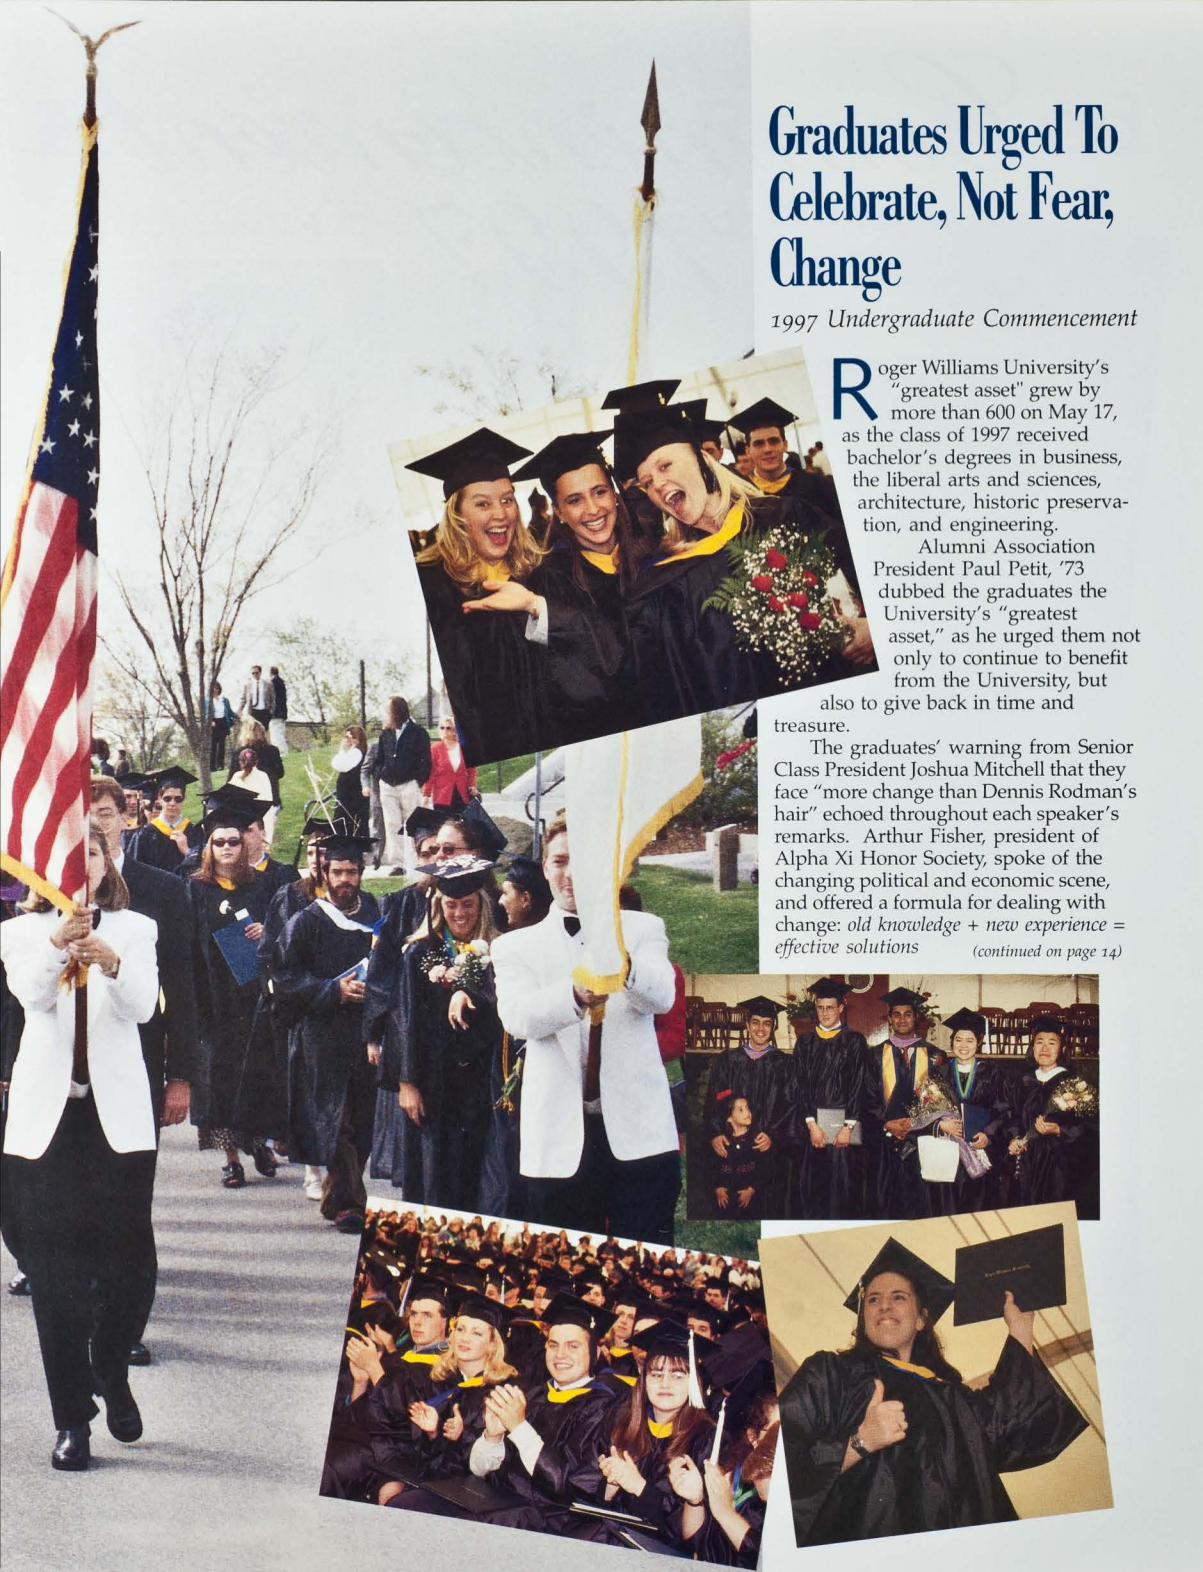 Graduates Urged To
Celebrate, Not Fear,
Change
1997 Undergraduate Commencement
Roger Williams University's
"greatest asset" grew by
more than 600 on May 17,
as the class of 1997 received
bachelor's degrees in business,
the liberal arts and sciences,
architecture, historic preserva-
tion, and engineering.
Alumni Association
President Paul Petit, '73
dubbed the graduates the
University's "greatest
asset," as he urged them not
only to continue to benefit
from the University, but
also to give back in time and
treasure.
The graduates' warning from Senior
Class President Joshua Mitchell that they
face "more change than Dennis Rodman's
hair" echoed throughout each speaker's
remarks. Arthur Fisher, president of
Alpha Xi Honor Society, spoke of the
changing political and economic scene,
and offered a formula for dealing with
change: old knowledge + new experience =
effective solutions (continued on page 14)